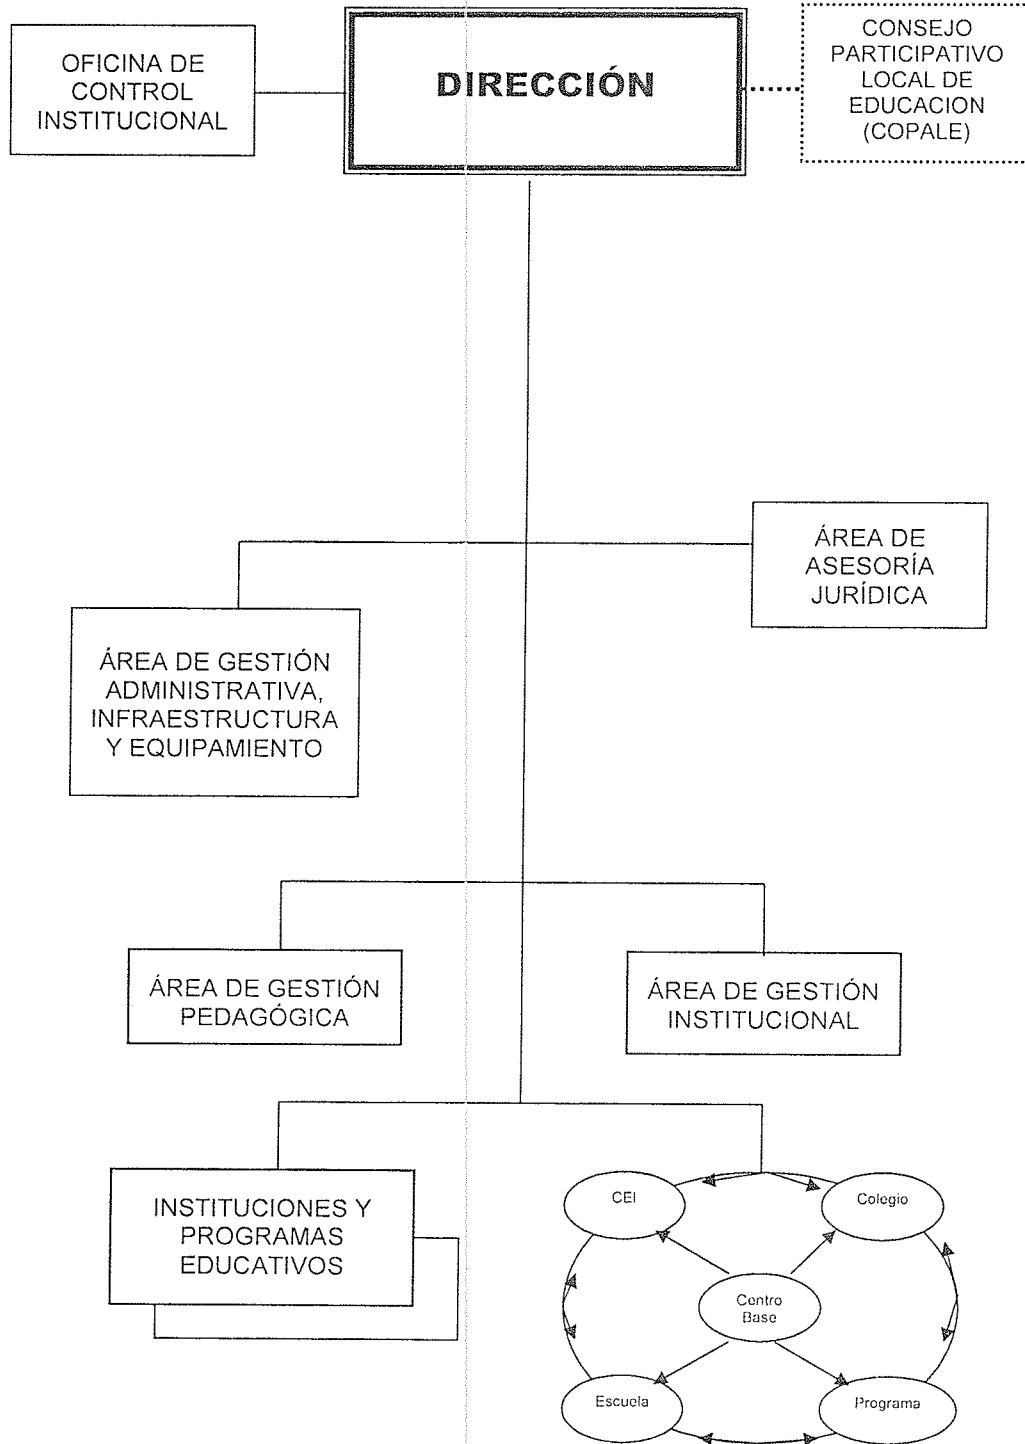 OFICINA DE
CONTROL
INSTITUCIONAL
DIRECCIÓN
CONSEJO
PARTICIPATIVO
LOCAL DE
EDUCACION
(COPALE)
ÁREA DE
ASESORÍA
JURÍDICA
ÁREA DE GESTIÓN
ADMINISTRATIVA,
INFRAESTRUCTURA
Y EQUIPAMIENTO
ÁREA DE GESTIÓN
PEDAGÓGICA
ÁREA DE GESTIÓN
INSTITUCIONAL
INSTITUCIONES Y
PROGRAMAS
EDUCATIVOS
CEI
Colegio
Centro
Base
Escuela
Programa